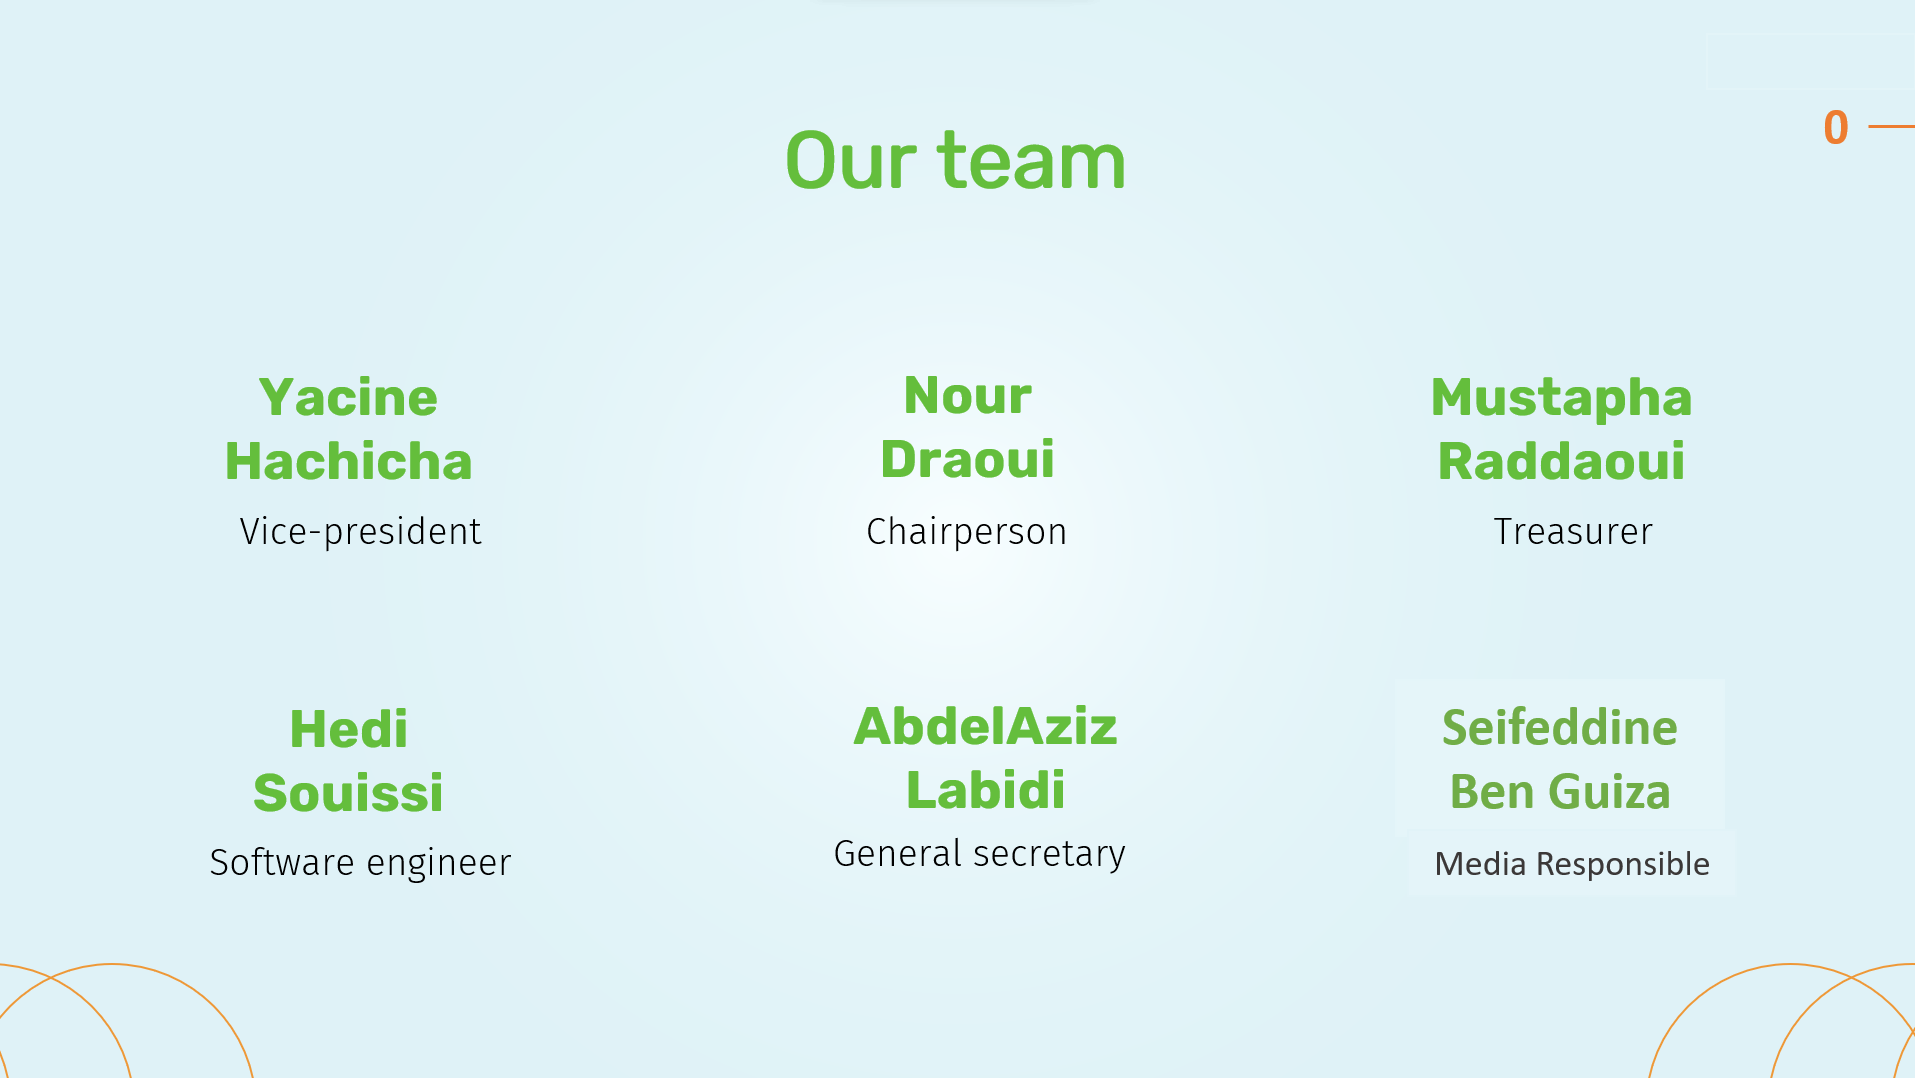 Our team
0
Yacine
Hachicha
Vice-president
Nour
Draoui
Chairperson
Mustapha
Raddaoui
Treasurer
Hedi
Souissi
Software engineer
AbdelAziz
Labidi
General secretary
Seifeddine
Ben Guiza
Media Responsible